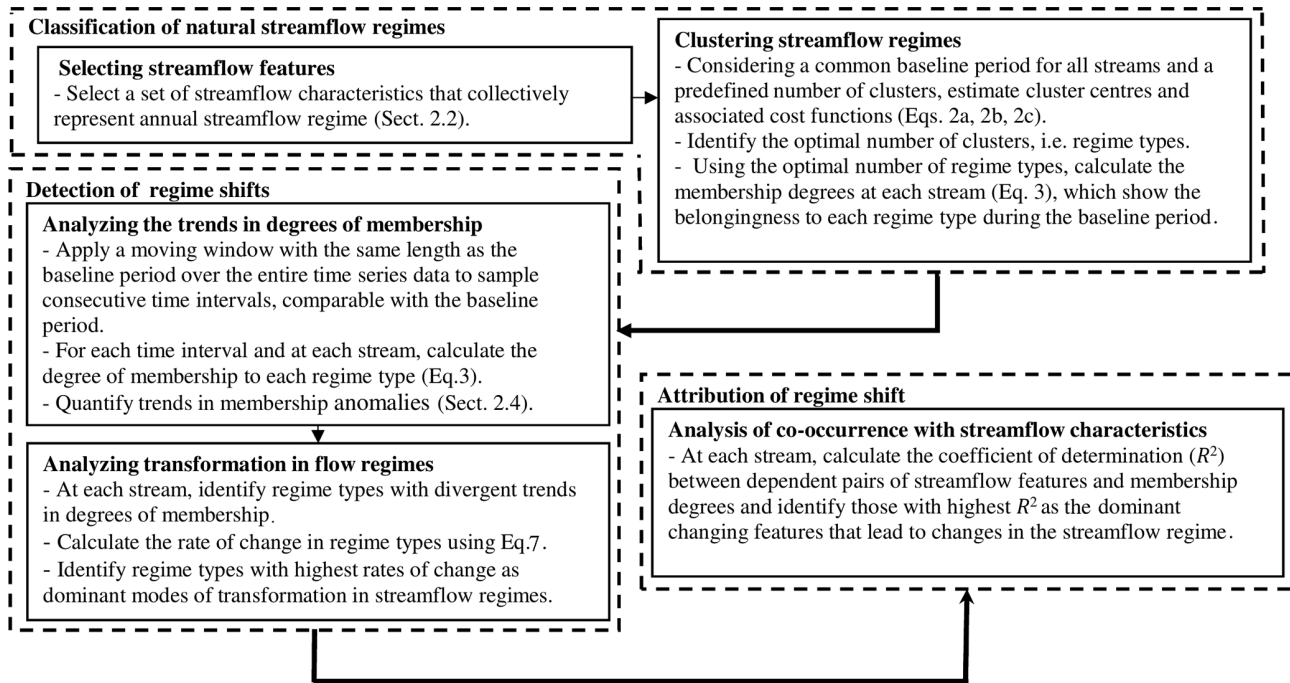 Classification of natural streamflow regimes
Selecting streamflow features
- Select a set of streamflow characteristics that collectively
represent annual streamflow regime (Sect. 2.2).
Clustering streamflow regimes
- Considering a common baseline period for all streams and a
predefined number of clusters, estimate cluster centres and
associated cost functions (Eqs. 2a, 2b, 2c).
- Identify the optimal number of clusters, i.e. regime types.
- Using the optimal number of regime types, calculate the
membership degrees at each stream (Eq. 3), which show the
belongingness to each regime type during the baseline period.
Detection of regime shifts
Analyzing the trends in degrees of membership
- Apply a moving window with the same length as the
baseline period over the entire time series data to sample
consecutive time intervals, comparable with the baseline
period.
- For each time interval and at each stream, calculate the
degree of membership to each regime type (Eq.3).
- Quantify trends in membership anomalies (Sect. 2.4).
Analyzing transformation in flow regimes
- At each stream, identify regime types with divergent trends
in degrees of membership.
- Calculate the rate of change in regime types using Eq.7.
- Identify regime types with highest rates of change as
dominant modes of transformation in streamflow regimes.
Attribution of regime shift
Analysis of co-occurrence with streamflow characteristics
- At each stream, calculate the coefficient of determination (R²)
between dependent pairs of streamflow features and membership
degrees and identify those with highest R² as the dominant
changing features that lead to changes in the streamflow regime.